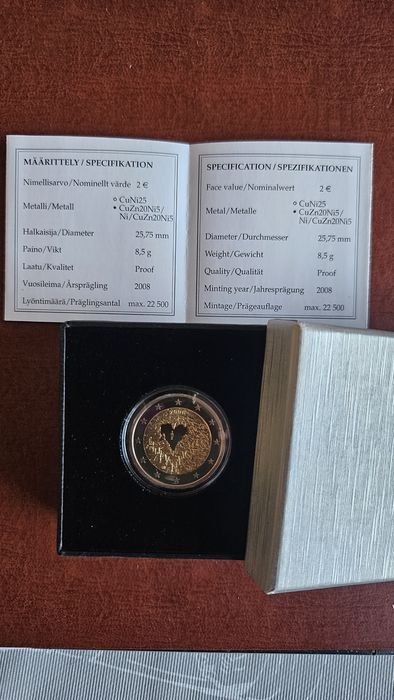 MÄÄRITTELY / SPECIFIKATION
Nimellisarvo/Nominellt värde 2 €
Metalli/Metall ○ CuNi25
• CuZn20Ni5/
Ni/CuZn20Ni5
Halkaisija/Diameter 25,75 mm
Paino/Vikt 8,5 g
Laatu/Kvalitet Proof
Vuosileima/Årsprägling 2008
Lyöntimäärä/Präglingsantal max. 22 500
SPECIFICATION / SPEZIFIKATIONEN
Face value/Nominalwert 2 €
Metal/Metalle ○ CuNi25
• CuZn20Ni5/
Ni/CuZn20Ni5
Diameter/Durchmesser 25,75 mm
Weight/Gewicht 8,5 g
Quality/Qualität Proof
Minting year/Jahresprägung 2008
Mintage/Prägeauflage max. 22 500
2008